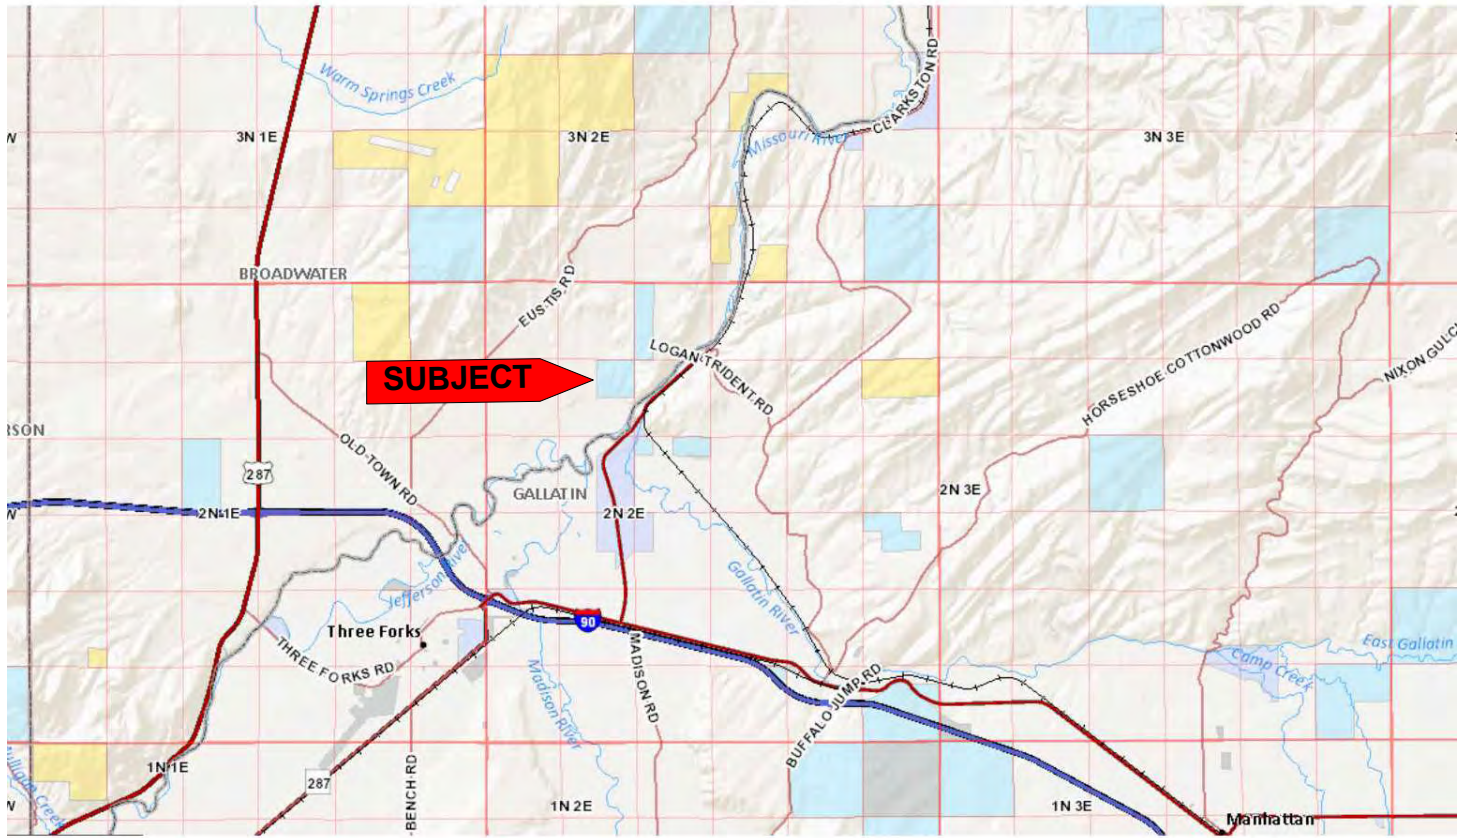 Warm Springs Creek
3N 1E
3N 2E
Missouri River
CLARKSTON RD
3N 3E
BROADWATER
EUSTIS RD
LOGAN TRIDENT RD
HORSESHOE COTTONWOOD RD
NIXON GULC
SUBJECT
RSON
OLD TOWN RD
287
GALLATIN
2N 1E
2N 2E
2N 3E
Jefferson River
Gallatin River
90
Three Forks
THREE FORKS RD
MADISON RD
Madison River
BUFFALO JUMP RD
East Gallatin
Camp Creek
1N 1E
287
BENCH RD
1N 2E
1N 3E
Manhattan